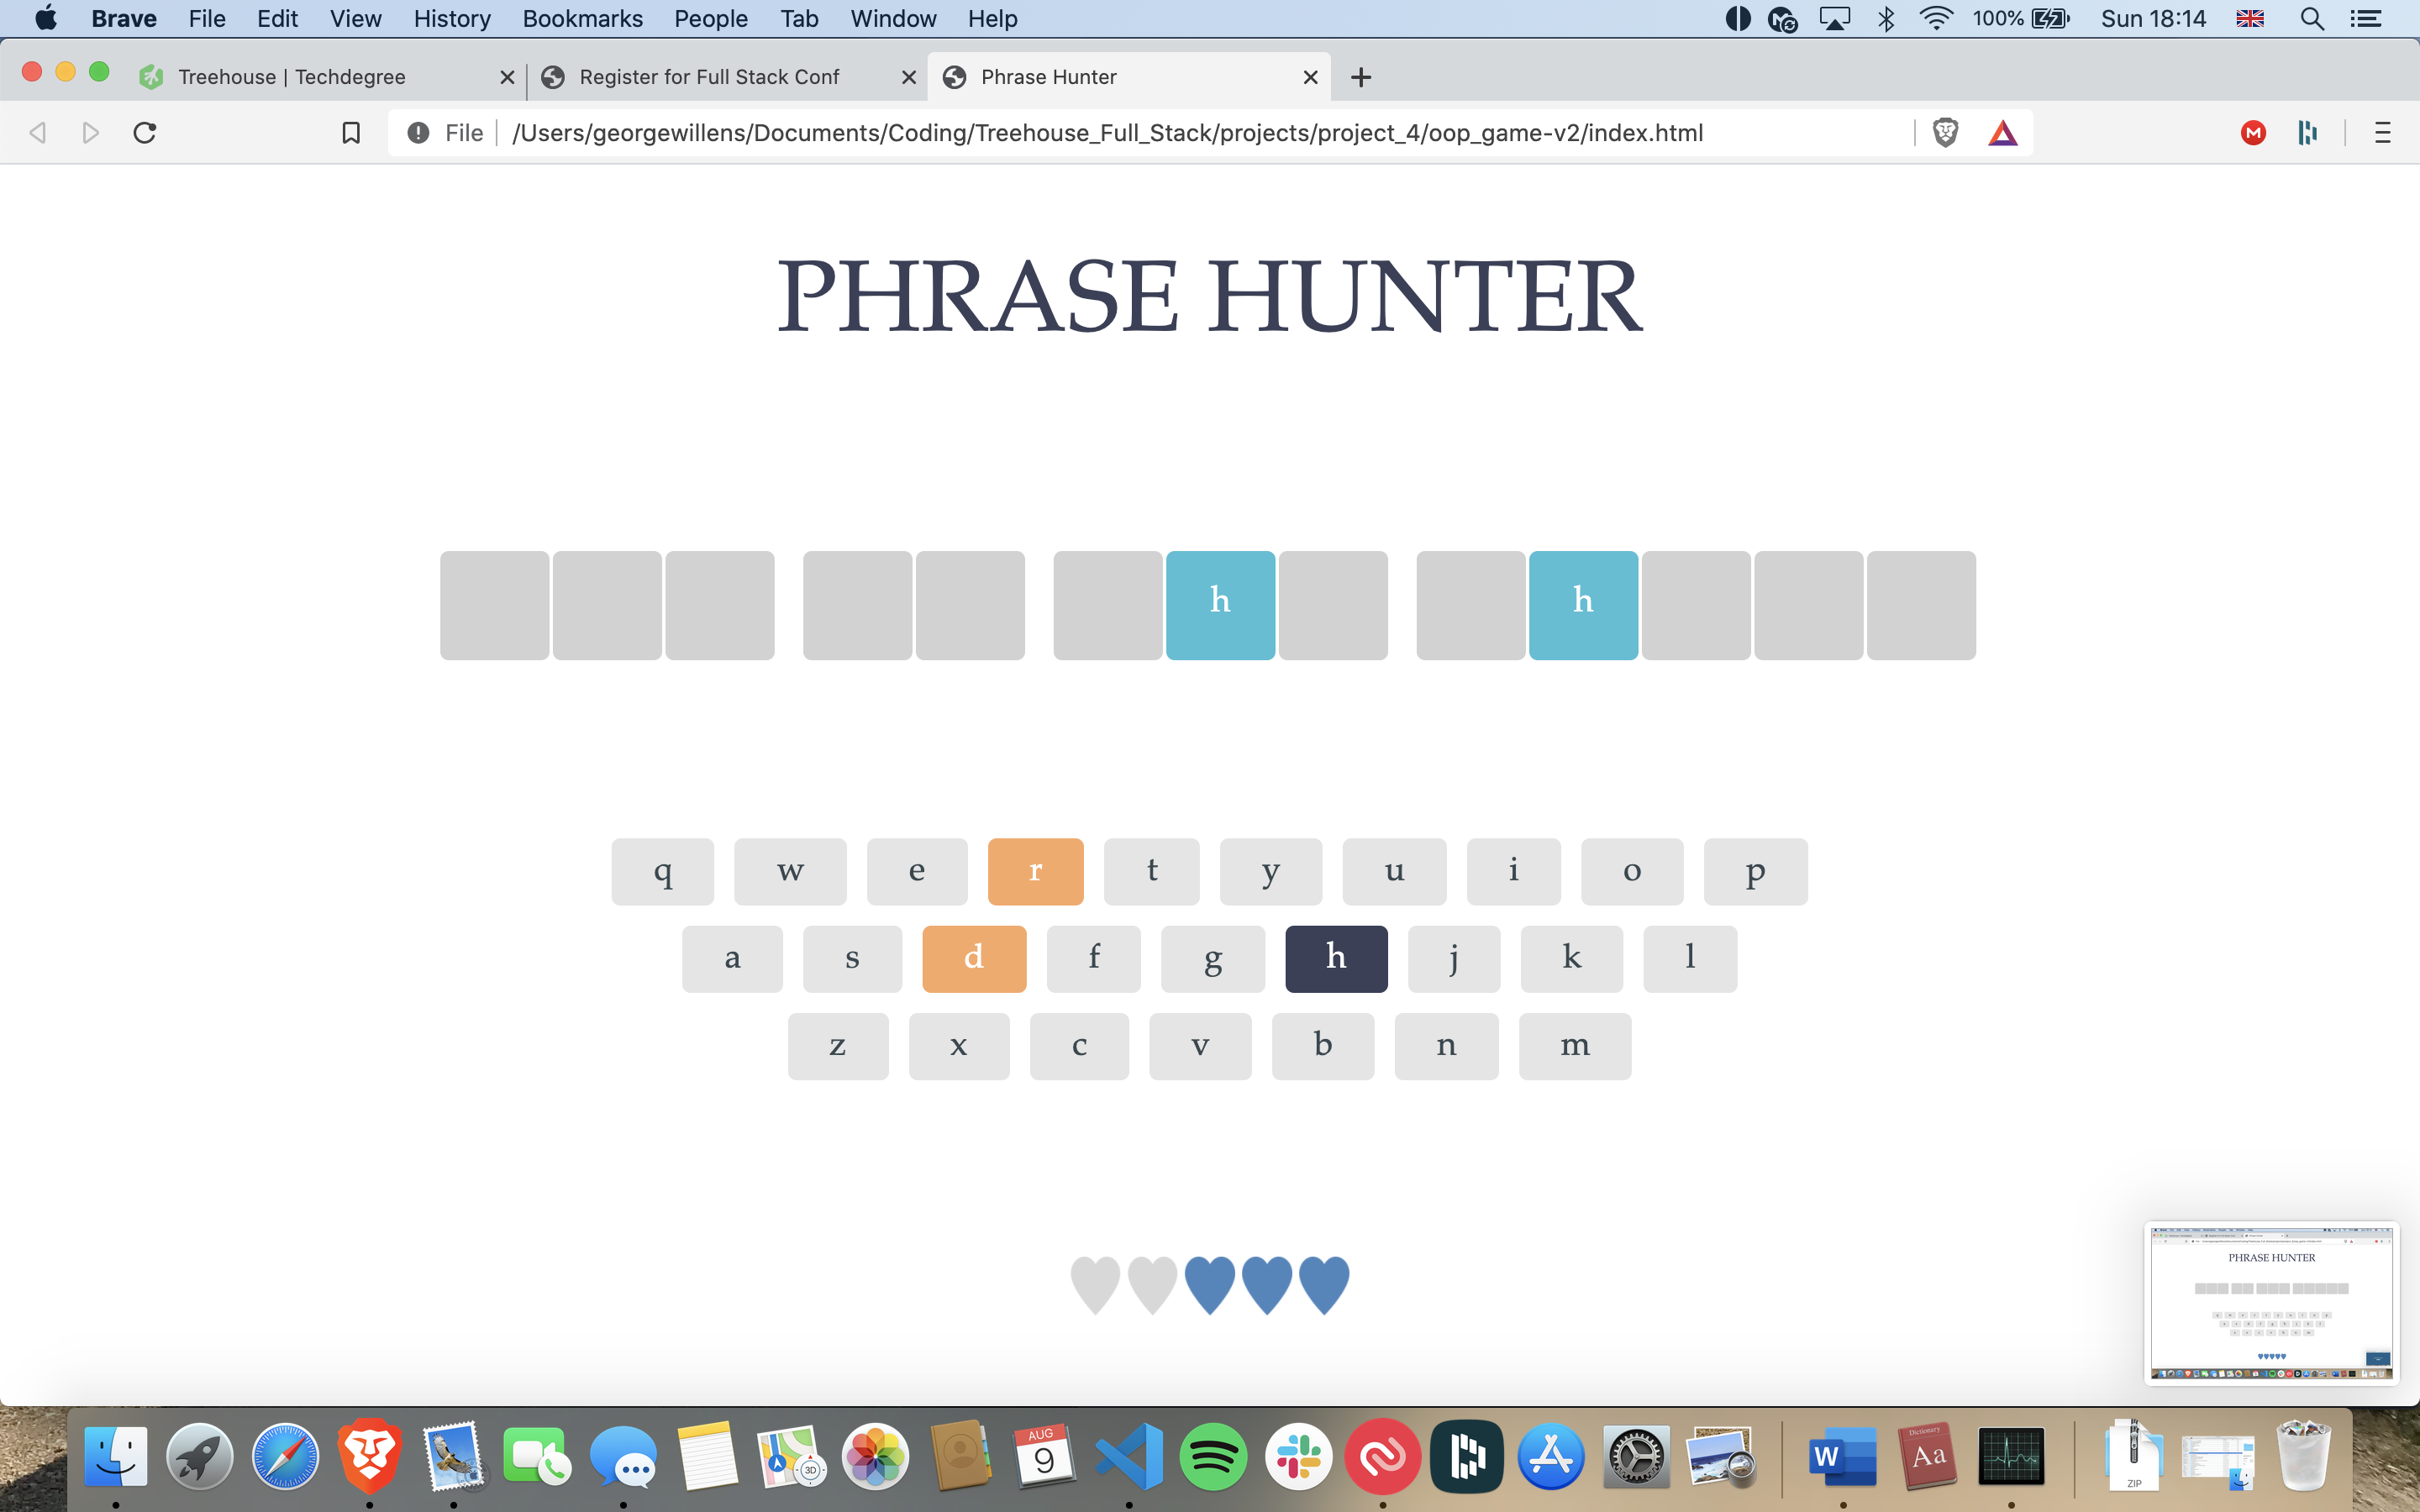 Brave File Edit View History Bookmarks People Tab Window Help 100% Sun 18:14
Treehouse | Techdegree Register for Full Stack Conf Phrase Hunter
File /Users/georgewillens/Documents/Coding/Treehouse_Full_Stack/projects/project_4/oop_game-v2/index.html M
PHRASE HUNTER
h h
q w e r t y u i o p
a s d f g h j k l
z x c v b n m
PHRASE HUNTER
AUG
9
3D
W
Dictionary
Aa
ZIP